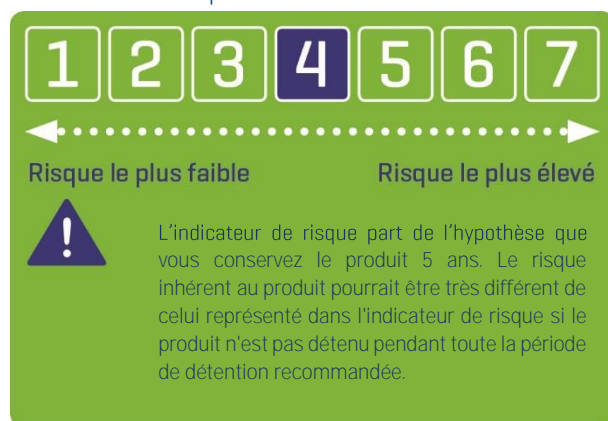 1 2 3 4 5 6 7
Risque le plus faible Risque le plus élevé
!
L'indicateur de risque part de l'hypothèse que
vous conservez le produit 5 ans. Le risque
inhérent au produit pourrait être très différent de
celui représenté dans l'indicateur de risque si le
produit n'est pas détenu pendant toute la période
de détention recommandée.